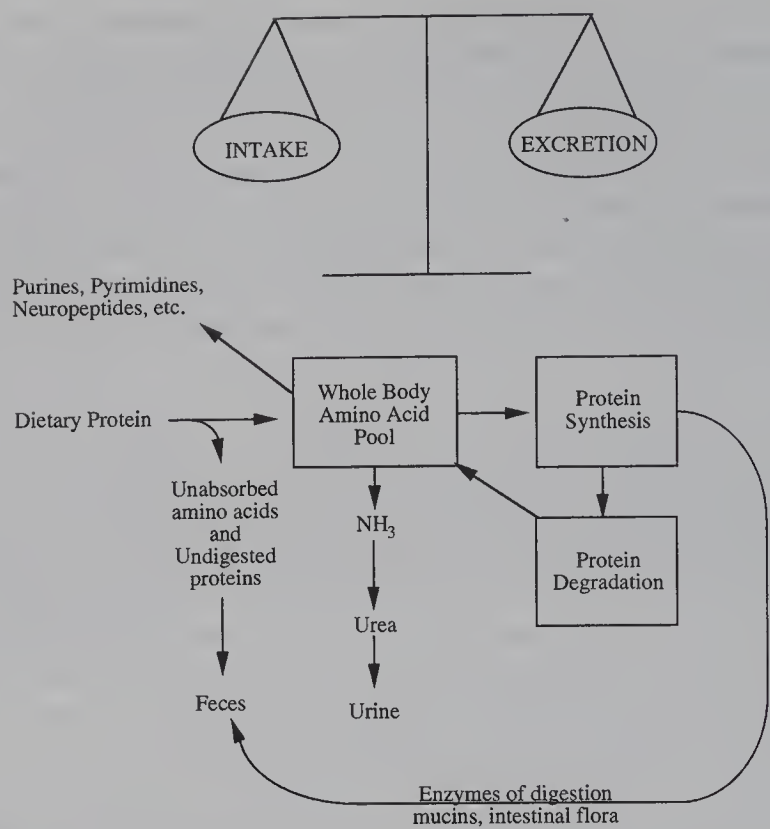 INTAKE
EXCRETION
Purines, Pyrimidines,
Neuropeptides, etc.
Dietary Protein
Whole Body
Amino Acid
Pool
Protein
Synthesis
Unabsorbed
amino acids
and
Undigested
proteins
NH₃
Protein
Degradation
Urea
Feces
Urine
Enzymes of digestion
mucins, intestinal flora